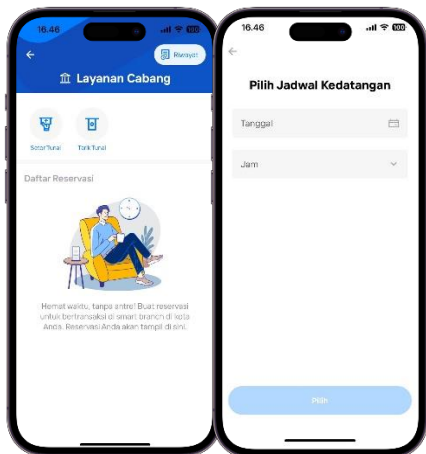 16.46
100
Riwayat
Layanan Cabang
Setor Tunai
Tarik Tunai
Daftar Reservasi
Hemat waktu, tanpa antre! Buat reservasi
untuk bertransaksi di smart branch di kota
Anda. Reservasi Anda akan tampil di sini.
16.46
100
Pilih Jadwal Kedatangan
Tanggal
Jam
Pilih